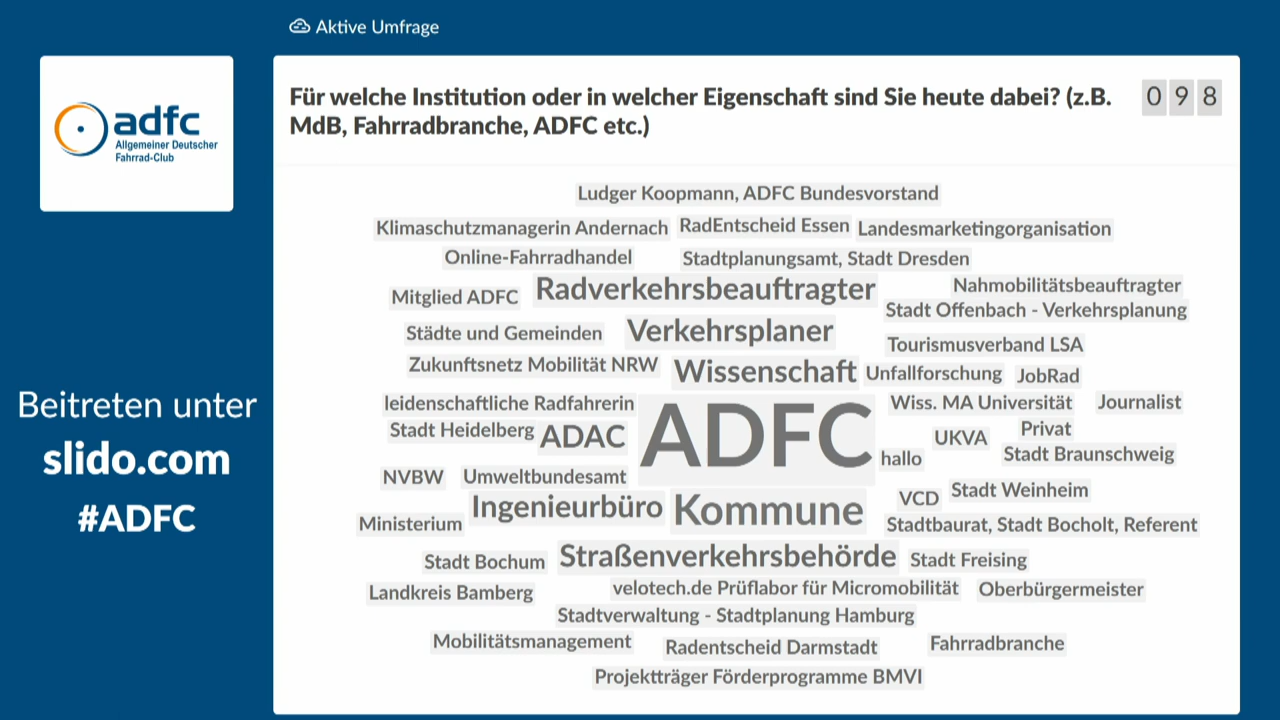 Aktive Umfrage
adfc
Allgemeiner Deutscher
Fahrrad-Club
Für welche Institution oder in welcher Eigenschaft sind Sie heute dabei? (z.B.
MdB, Fahrradbranche, ADFC etc.)
098
Ludger Koopmann, ADFC Bundesvorstand
Klimaschutzmanagerin Andernach RadEntscheid Essen Landesmarketingorganisation
Online-Fahrradhandel Stadtplanungsamt, Stadt Dresden
Mitglied ADFC Radverkehrsbeauftragter Nahmobilitätsbeauftragter
Stadt Offenbach - Verkehrsplanung
Städte und Gemeinden Verkehrsplaner Tourismusverband LSA
Zukunftsnetz Mobilität NRW Wissenschaft Unfallforschung JobRad
leidenschaftliche Radfahrerin Wiss. MA Universität Journalist
Stadt Heidelberg ADAC ADFC UKVA Privat
hallo Stadt Braunschweig
NVBW Umweltbundesamt VCD Stadt Weinheim
Ministerium Ingenieurbüro Kommune Stadtbaurat, Stadt Bocholt, Referent
Stadt Bochum Straßenverkehrsbehörde Stadt Freising
Landkreis Bamberg velotech.de Prüflabor für Micromobilität Oberbürgermeister
Stadtverwaltung - Stadtplanung Hamburg
Mobilitätsmanagement Radentscheid Darmstadt Fahrradbranche
Projektträger Förderprogramme BMVI
Beitreten unter
slido.com
#ADFC